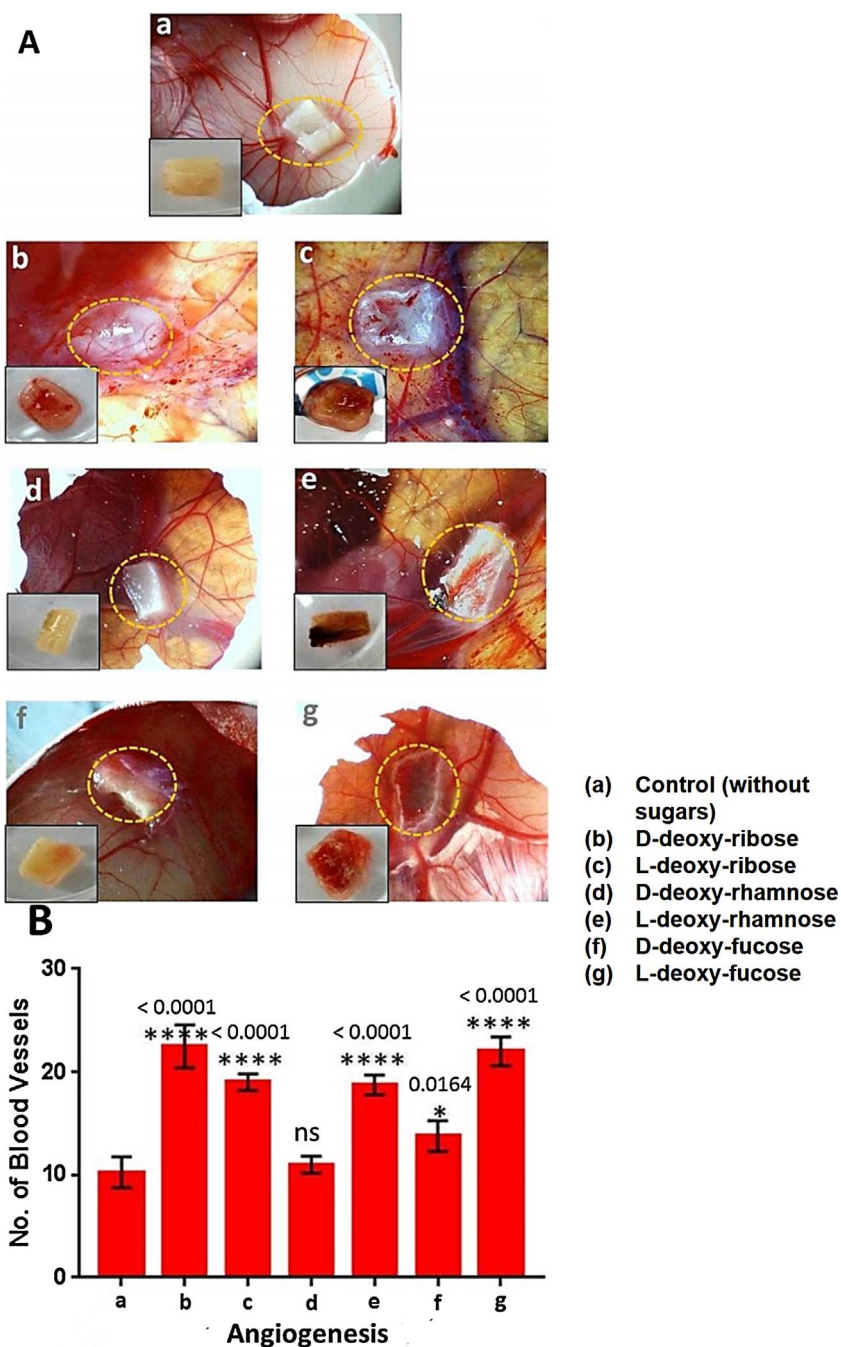 A
a
b
c
d
e
f
g
(a) Control (without
sugars)
(b) D-deoxy-ribose
(c) L-deoxy-ribose
(d) D-deoxy-rhamnose
(e) L-deoxy-rhamnose
(f) D-deoxy-fucose
(g) L-deoxy-fucose
B
No. of Blood Vessels
30
20
10
0
< 0.0001
****
< 0.0001
****
ns
< 0.0001
****
0.0164
*
< 0.0001
****
a b c d e f g
Angiogenesis